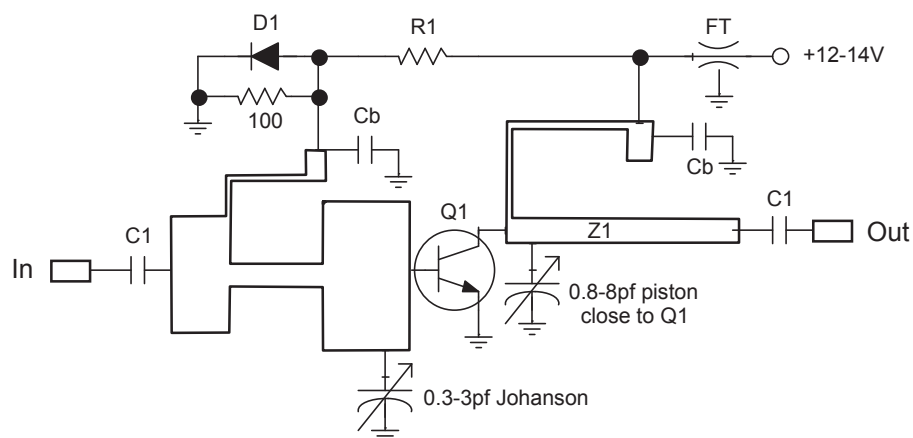 D1
R1
FT
+12-14V
100
Cb
Cb
Q1
C1
C1
Z1
In
Out
0.8-8pf piston
close to Q1
0.3-3pf Johanson